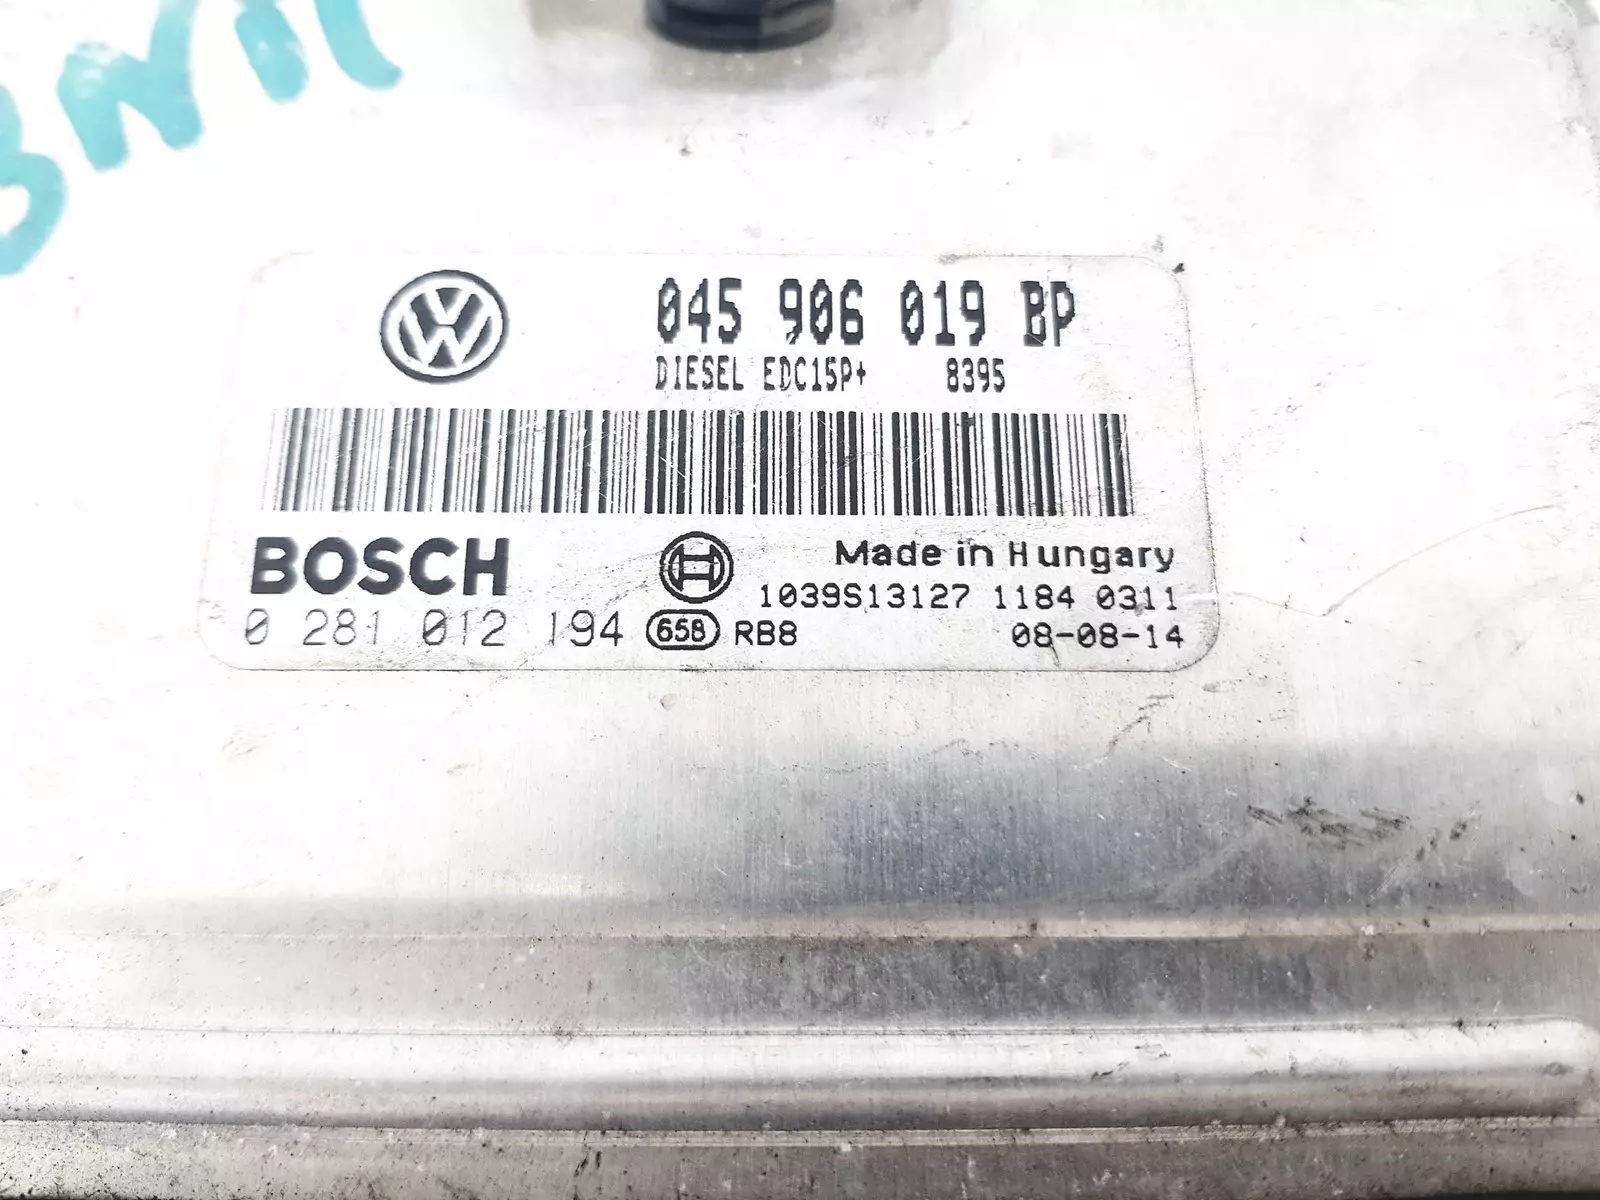 045 906 019 BP
DIESEL EDC15P+ 8395
BOSCH
Made in Hungary
1039S13127 1184 0311
0 281 012 194 658 RB8 08-08-14